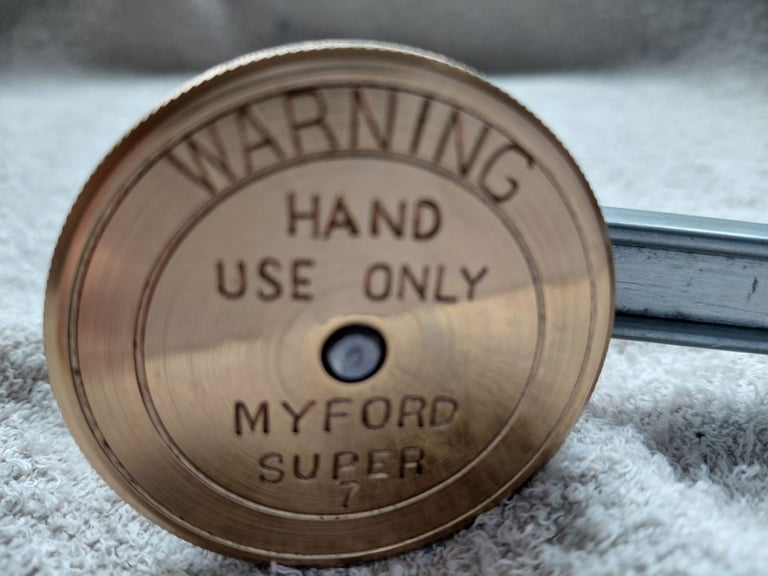 WARNING
HAND
USE ONLY
MYFORD
SUPER
7